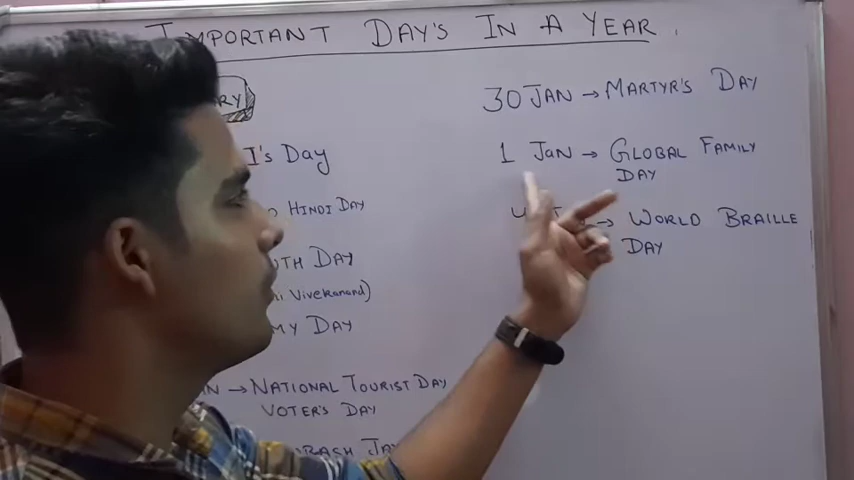 IMPORTANT DAY'S IN A YEAR
RY
I's DAY
HINDI DAY
TH DAY
i VIVEKANAND)
MY DAY
N → NATIONAL TOURIST DAY
VOTER'S DAY
30 JAN → MARTYR'S DAY
1 JAN → GLOBAL FAMILY
DAY
→ WORLD BRAILLE
DAY